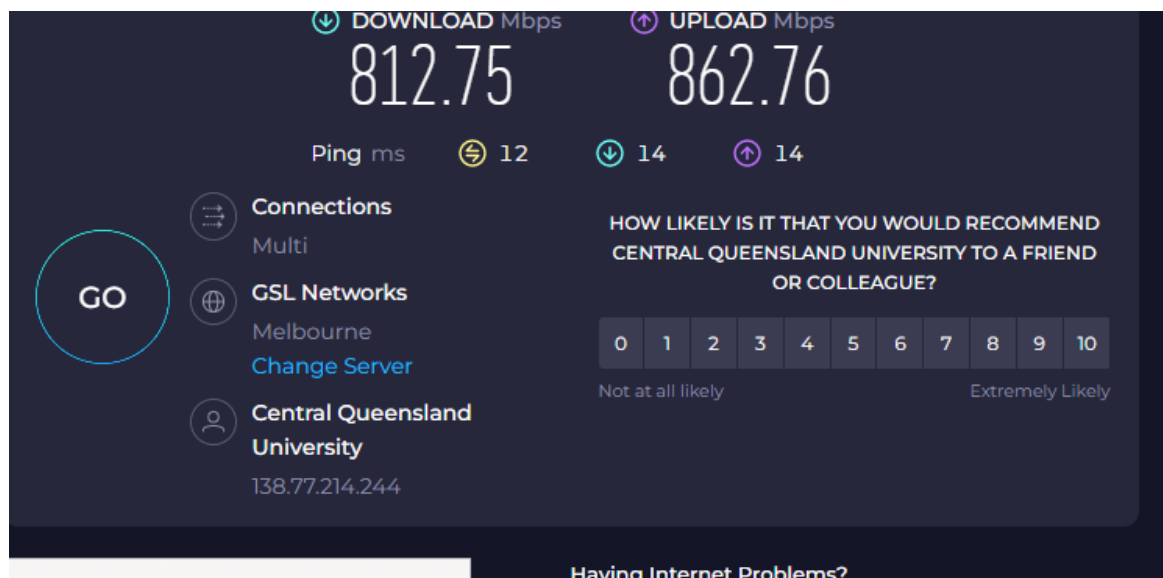 DOWNLOAD Mbps
UPLOAD Mbps
812.75
862.76
Ping ms 12 14 14
Connections
Multi
GO
GSL Networks
Melbourne
Change Server
Central Queensland
University
138.77.214.244
HOW LIKELY IS IT THAT YOU WOULD RECOMMEND
CENTRAL QUEENSLAND UNIVERSITY TO A FRIEND
OR COLLEAGUE?
0 1 2 3 4 5 6 7 8 9 10
Not at all likely
Extremely Likely
Having Internet Problems?